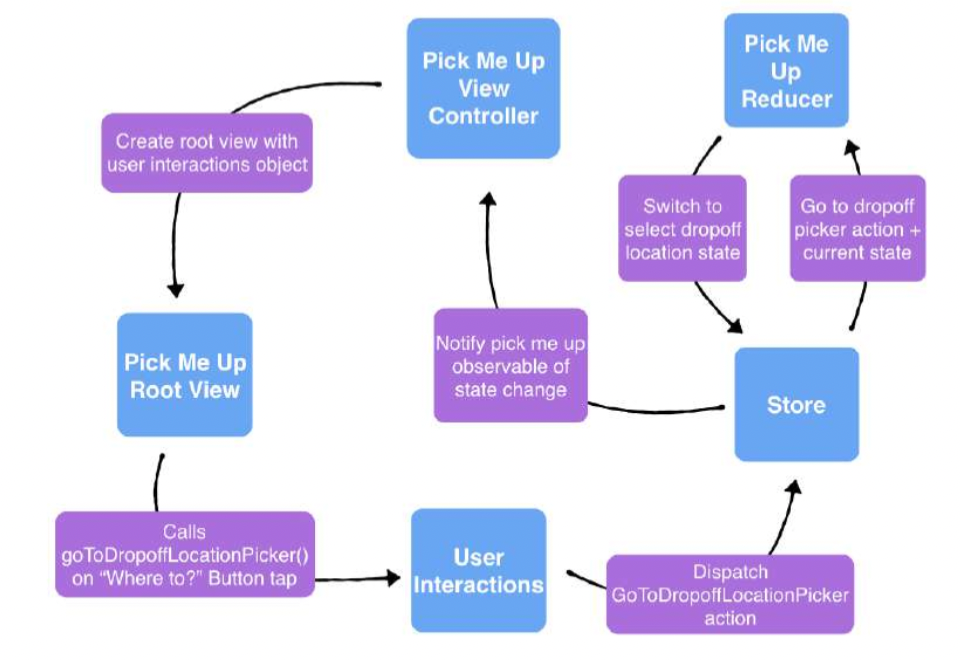 Pick Me Up
View
Controller
Pick Me
Up
Reducer
Create root view with
user interactions object
Switch to
select dropoff
location state
Go to dropoff
picker action +
current state
Pick Me Up
Root View
Notify pick me up
observable of
state change
Store
Calls
goToDropoffLocationPicker()
on “Where to?” Button tap
User
Interactions
Dispatch
GoToDropoffLocationPicker
action